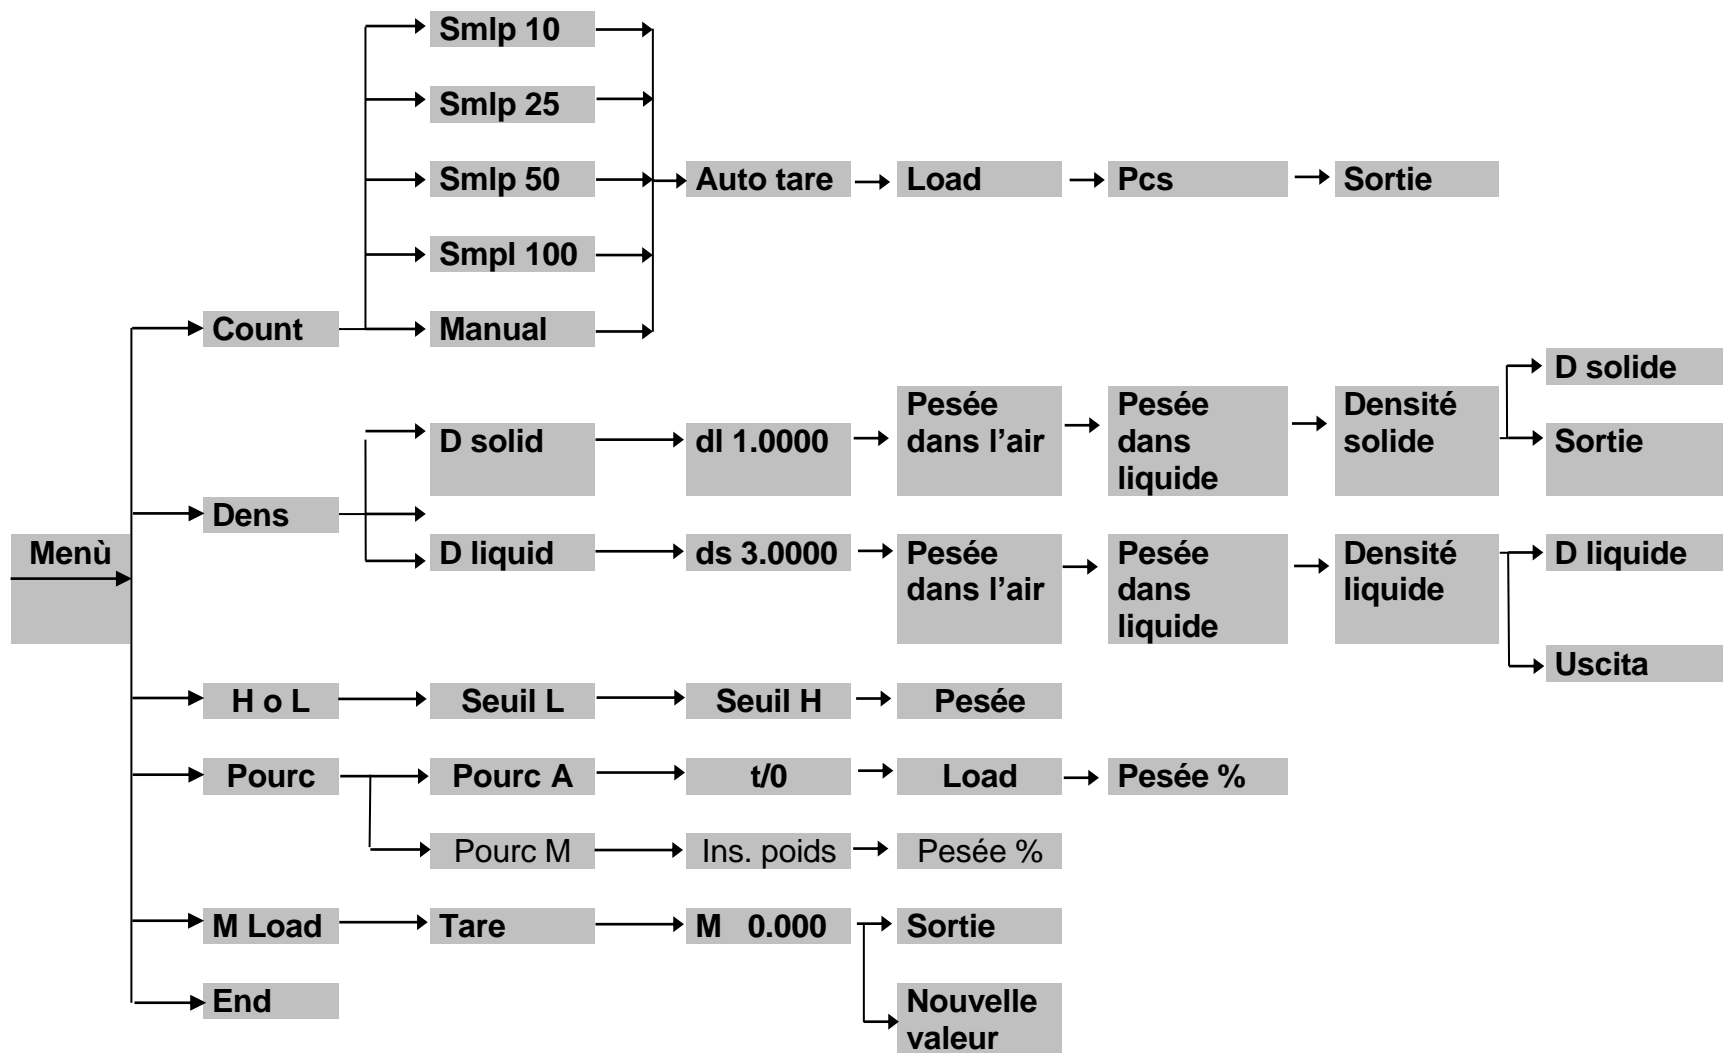 Smlp 10
Smlp 25
Smlp 50
Auto tare
Load
Pcs
Sortie
Smpl 100
Count
Manual
D solide
D solid
dl 1.0000
Pesée
dans l’air
Pesée
dans
liquide
Densité
solide
Sortie
Dens
Menù
D liquid
ds 3.0000
Pesée
dans l’air
Pesée
dans
liquide
Densité
liquide
D liquide
Uscita
H o L
Seuil L
Seuil H
Pesée
Pourc
Pourc A
t/0
Load
Pesée %
Pourc M
Ins. poids
Pesée %
M Load
Tare
M 0.000
Sortie
End
Nouvelle
valeur